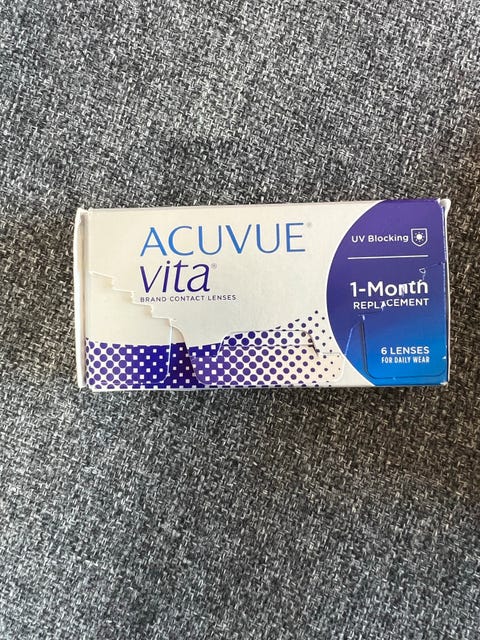 ACUVUE®
vita®
BRAND CONTACT LENSES
UV Blocking
1-Month
REPLACEMENT
6 LENSES
FOR DAILY WEAR